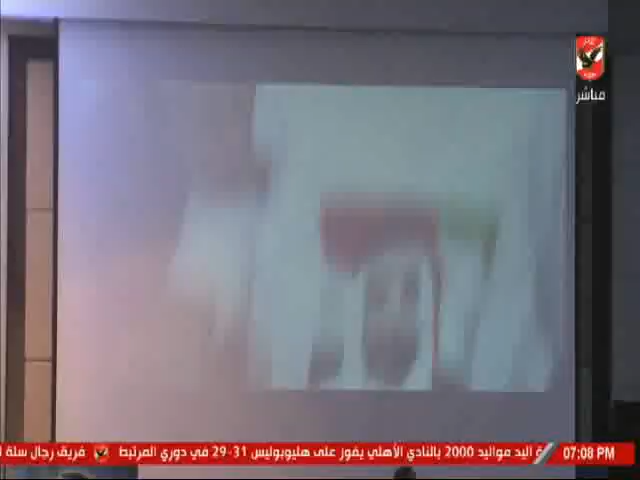 مباشر
ة اليد مواليد 2000 بالنادي الأهلي يفوز على هليوبوليس 31-29 في دوري المرتبط فريق رجال سلة ا
07:08 PM